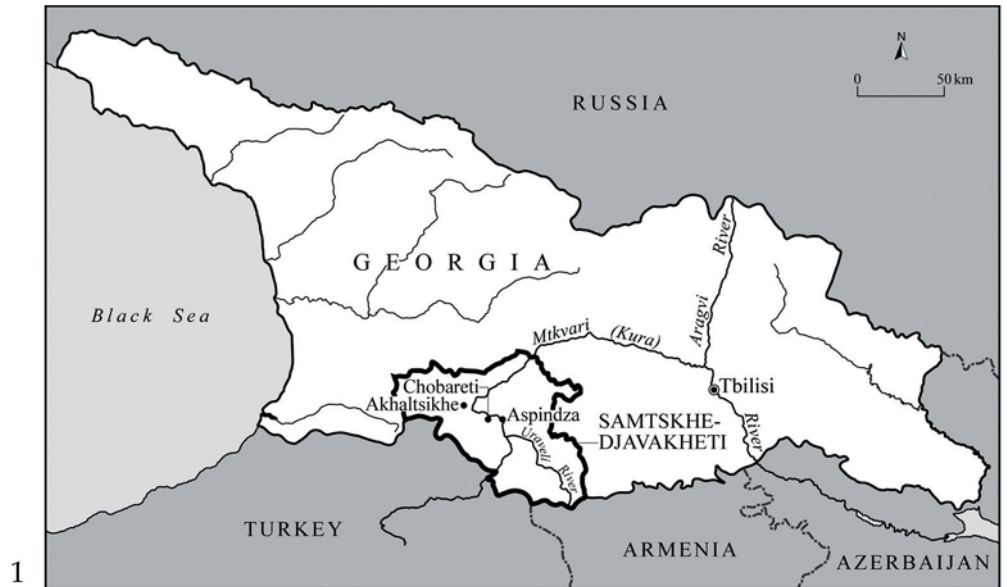 N
0 50 km
RUSSIA
GEORGIA
River
Aragvi
Black Sea
Mtkvari (Kura)
Chobareti
Akhaltsikhe
Tbilisi
Aspindza
SAMTSKHE-
DJAVAKHETI
River
Uraveli
River
TURKEY
ARMENIA
AZERBAIJAN
1